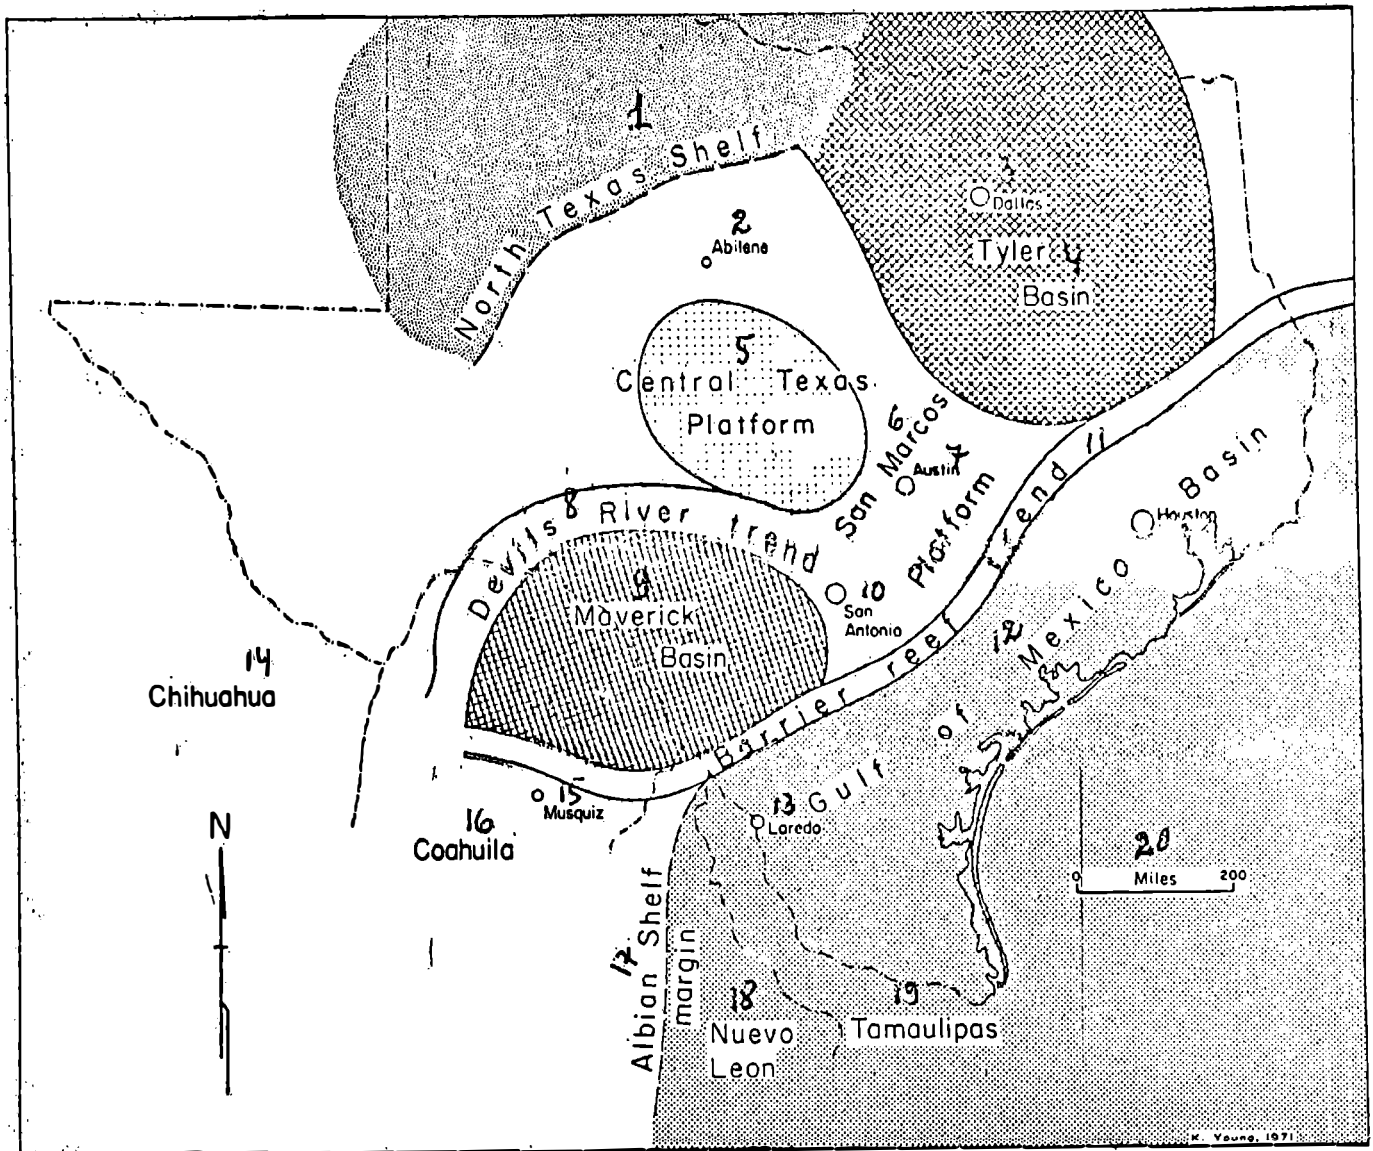 1
North Texas Shelf
2
Abilene
3
Dallas
Tyler 4
Basin
5
Central Texas
Platform
6
San Marcos
Platform
7
Austin
8
Devils River trend
9
Maverick
Basin
10
San
Antonio
Barrier reef trend 11
12
Gulf of Mexico Basin
Houston
13
Laredo
14
Chihuahua
15
Musquiz
16
Coahuila
N
17
Albian Shelf
margin
18
Nuevo
Leon
19
Tamaulipas
20
0 Miles 200
K. Young, 1971